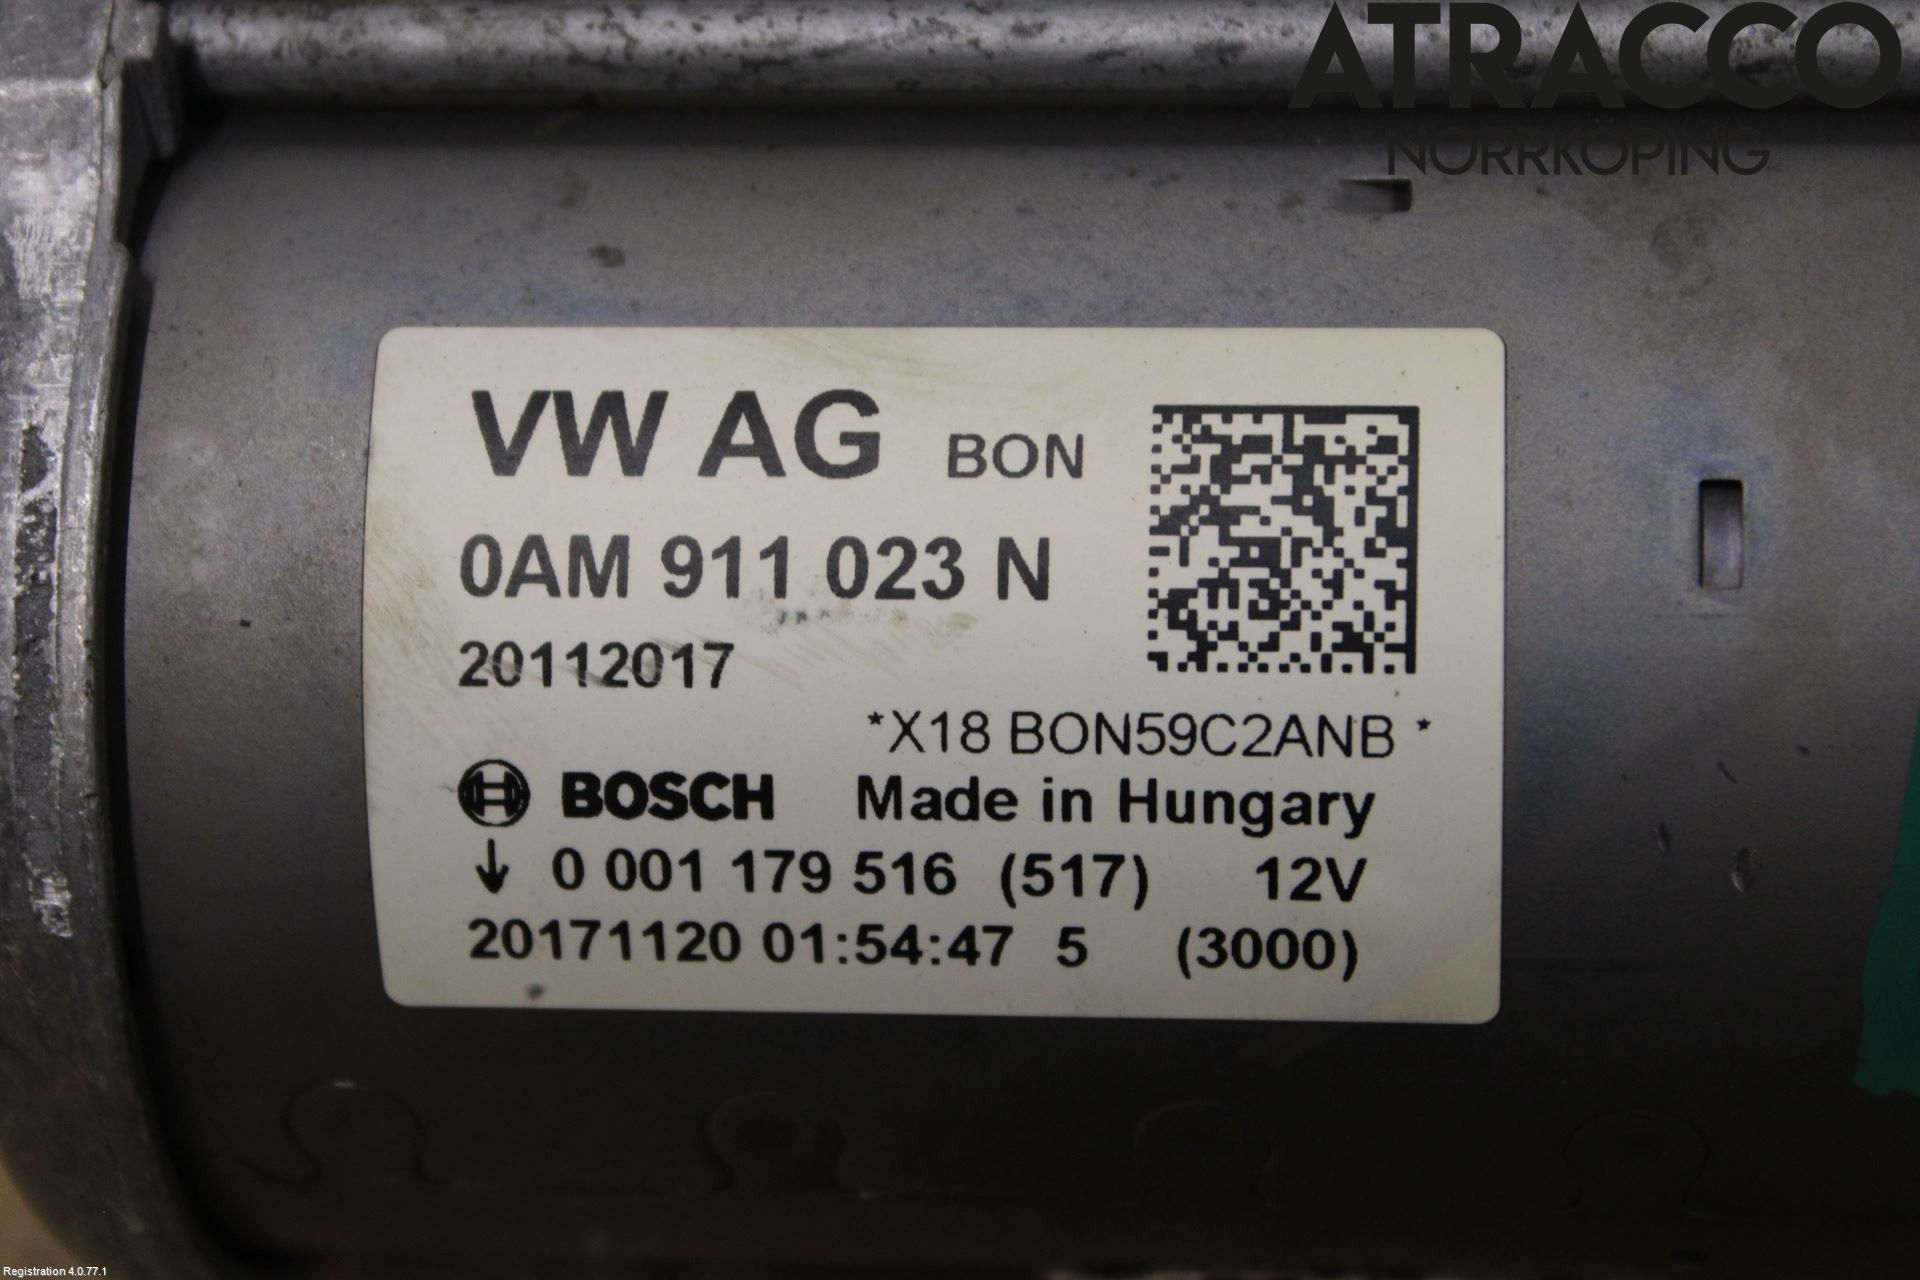 ATRACCO
NORRKÖPING
VW AG BON
0AM 911 023 N
20112017
*X18 BON59C2ANB *
BOSCH Made in Hungary
↓ 0 001 179 516 (517) 12V
20171120 01:54:47 5 (3000)
Registration 4.0.77.1